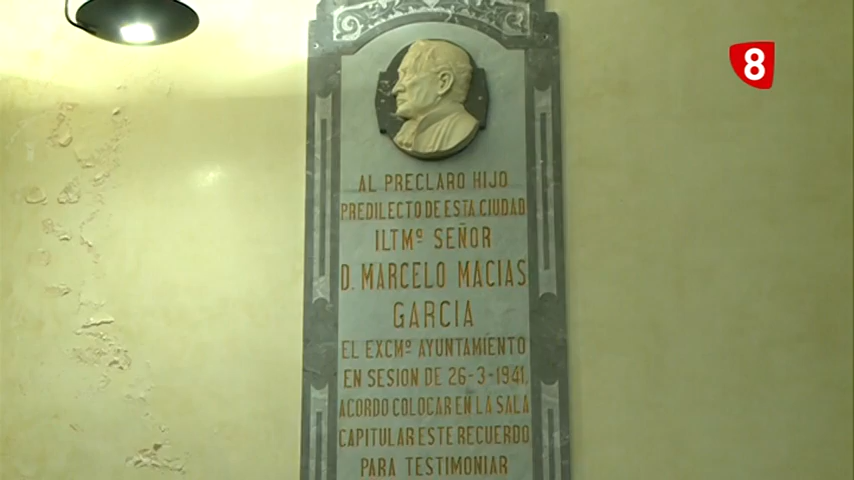 8
AL PRECLARO HIJO
PREDILECTO DE ESTA CIUDAD
ILTMº SEÑOR
D. MARCELO MACIAS
GARCIA
EL EXCMº AYUNTAMIENTO
EN SESION DE 26-3-1941,
ACORDO COLOCAR EN LA SALA
CAPITULAR ESTE RECUERDO
PARA TESTIMONIAR